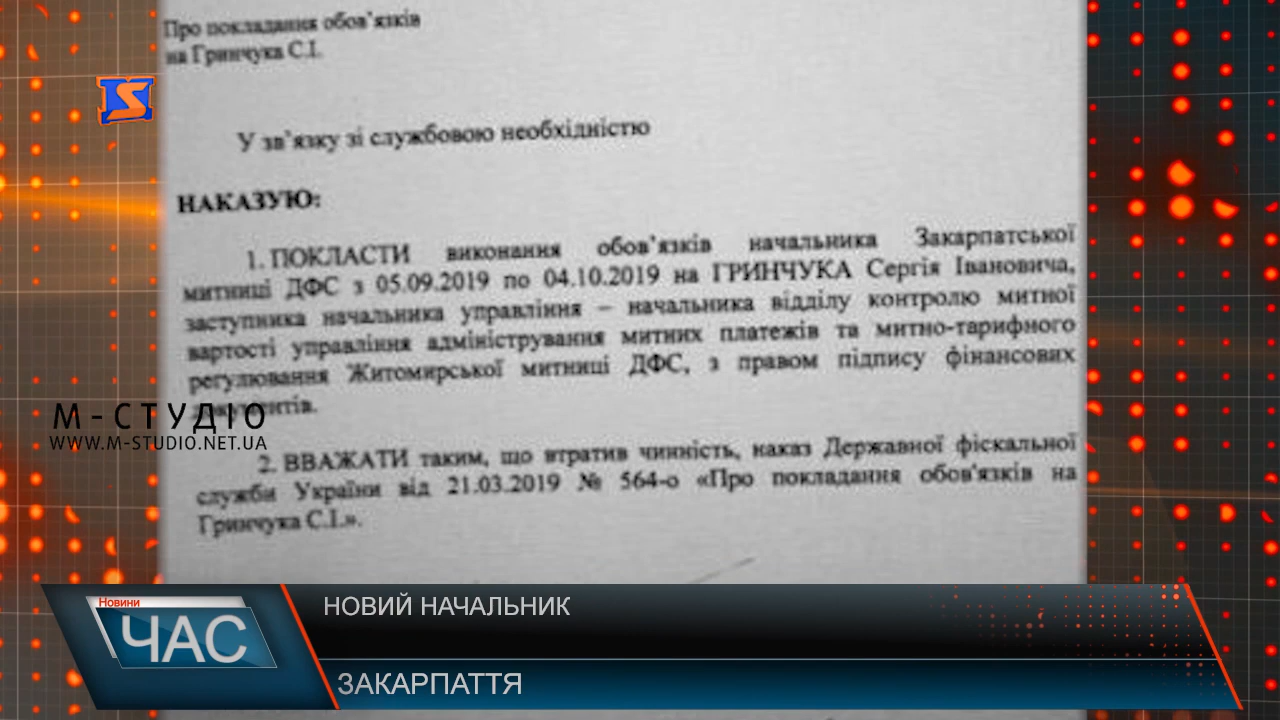 Про покладання обов’язків
на Гринчука С.І.
У зв’язку зі службовою необхідністю
НАКАЗУЮ:
1. ПОКЛАСТИ виконання обов’язків начальника Закарпатської
митниці ДФС з 05.09.2019 по 04.10.2019 на ГРИНЧУКА Сергія Івановича,
заступника начальника управління – начальника відділу контролю митної
вартості управління адміністрування митних платежів та митно-тарифного
регулювання Житомирської митниці ДФС, з правом підпису фінансових
документів.
М-СТУДІО
WWW.M-STUDIO.NET.UA
2. ВВАЖАТИ таким, що втратив чинність, наказ Державної фіскальної
служби України від 21.03.2019 № 564-о «Про покладання обов'язків на
Гринчука С.І.».
Новини
ЧАС
НОВИЙ НАЧАЛЬНИК
ЗАКАРПАТТЯ